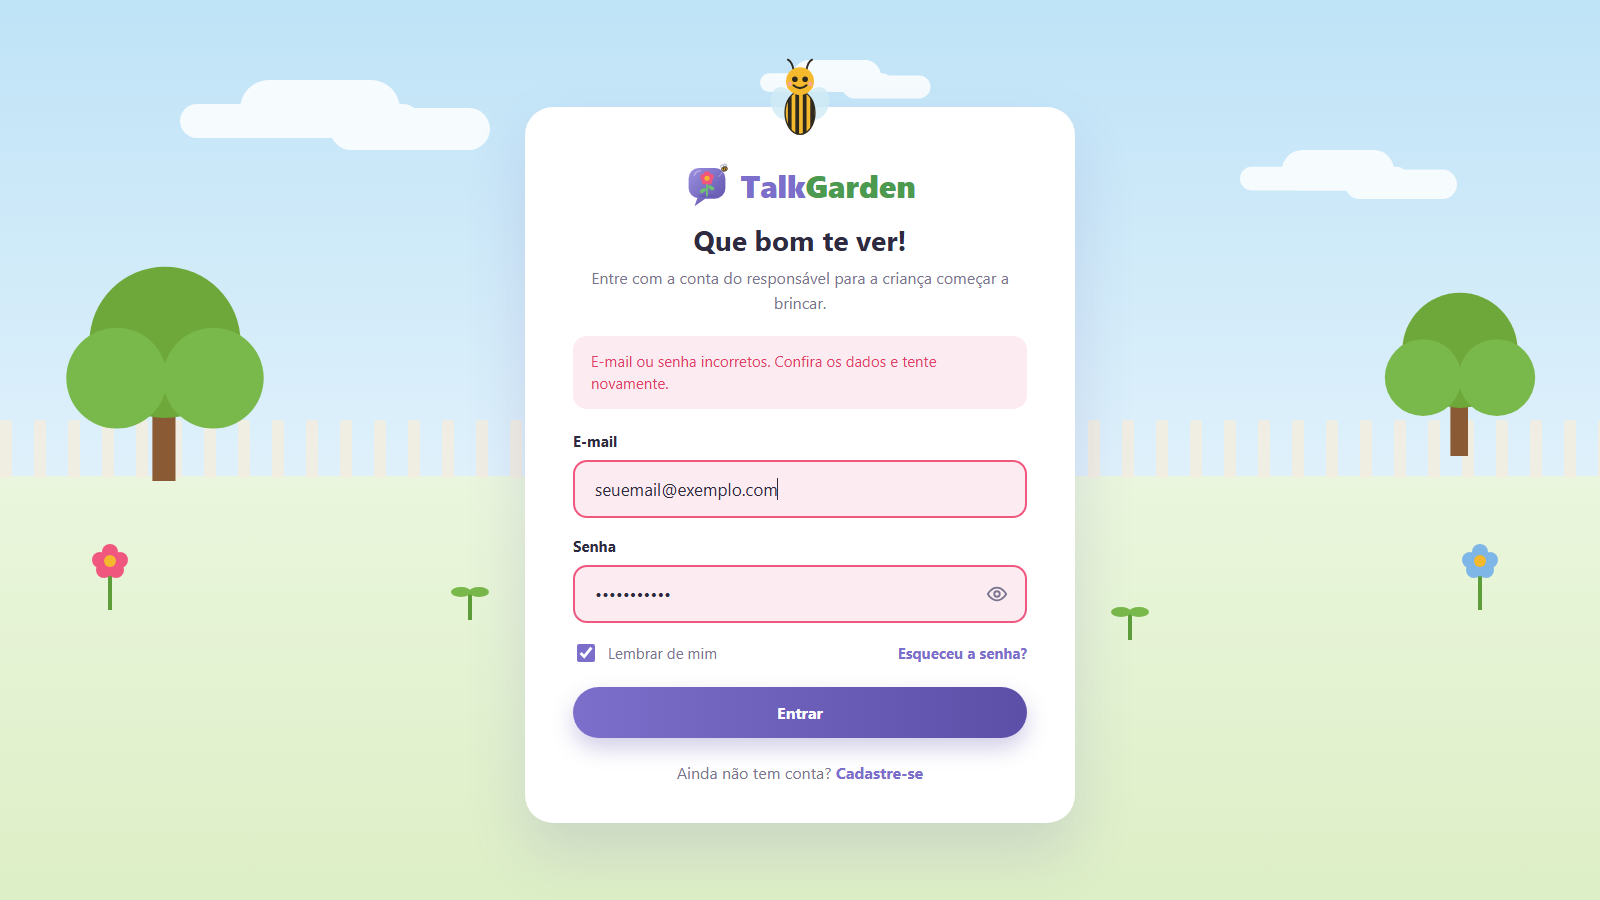 TalkGarden
Que bom te ver!
Entre com a conta do responsável para a criança começar a
brincar.
E-mail ou senha incorretos. Confira os dados e tente
novamente.
E-mail
seuemail@exemplo.com
Senha
•••••••••••
Lembrar de mim
Esqueceu a senha?
Entrar
Ainda não tem conta? Cadastre-se